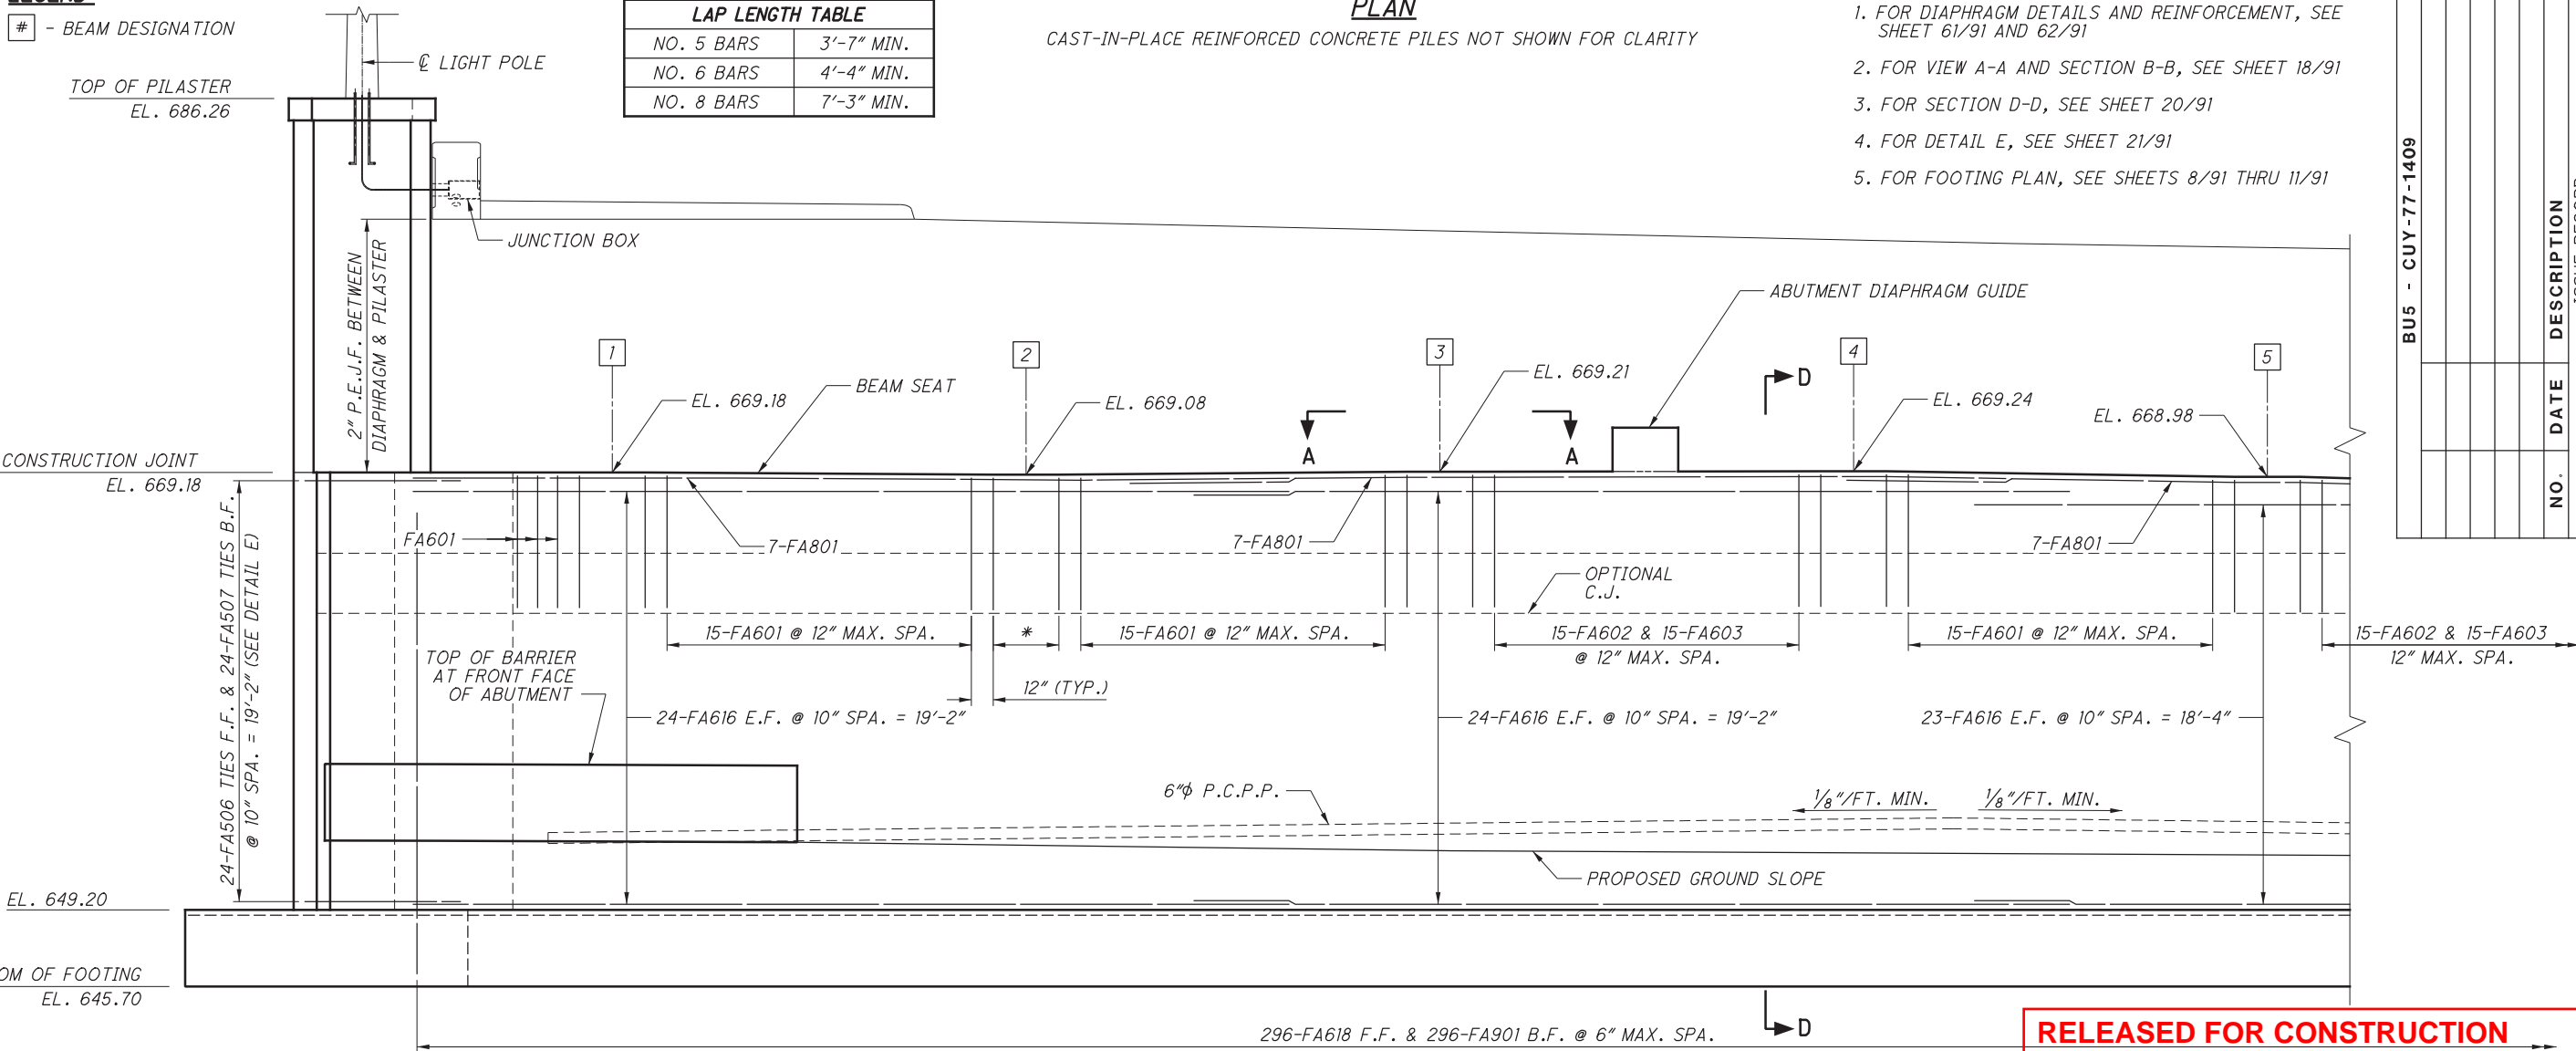 LEGEND
# - BEAM DESIGNATION
LAP LENGTH TABLE
NO. 5 BARS 3'-7" MIN.
NO. 6 BARS 4'-4" MIN.
NO. 8 BARS 7'-3" MIN.
PLAN
CAST-IN-PLACE REINFORCED CONCRETE PILES NOT SHOWN FOR CLARITY
1. FOR DIAPHRAGM DETAILS AND REINFORCEMENT, SEE
SHEET 61/91 AND 62/91
2. FOR VIEW A-A AND SECTION B-B, SEE SHEET 18/91
3. FOR SECTION D-D, SEE SHEET 20/91
4. FOR DETAIL E, SEE SHEET 21/91
5. FOR FOOTING PLAN, SEE SHEETS 8/91 THRU 11/91
BU5 - CUY-77-1409
NO. DATE DESCRIPTION
℄ LIGHT POLE
TOP OF PILASTER
EL. 686.26
JUNCTION BOX
2" P.E.J.F. BETWEEN
DIAPHRAGM & PILASTER
ABUTMENT DIAPHRAGM GUIDE
1
2
3
4
5
BEAM SEAT
EL. 669.18
EL. 669.08
EL. 669.21
EL. 669.24
EL. 668.98
A
A
D
CONSTRUCTION JOINT
EL. 669.18
24-FA506 TIES F.F. & 24-FA507 TIES B.F.
@ 10" SPA. = 19'-2" (SEE DETAIL E)
FA601
7-FA801
7-FA801
7-FA801
OPTIONAL
C.J.
15-FA601 @ 12" MAX. SPA.
*
15-FA601 @ 12" MAX. SPA.
15-FA602 & 15-FA603
@ 12" MAX. SPA.
15-FA601 @ 12" MAX. SPA.
15-FA602 & 15-FA603
12" MAX. SPA.
TOP OF BARRIER
AT FRONT FACE
OF ABUTMENT
12" (TYP.)
24-FA616 E.F. @ 10" SPA. = 19'-2"
24-FA616 E.F. @ 10" SPA. = 19'-2"
23-FA616 E.F. @ 10" SPA. = 18'-4"
6"ϕ P.C.P.P.
1/8"/FT. MIN.
1/8"/FT. MIN.
PROPOSED GROUND SLOPE
EL. 649.20
OM OF FOOTING
EL. 645.70
D
296-FA618 F.F. & 296-FA901 B.F. @ 6" MAX. SPA.
RELEASED FOR CONSTRUCTION